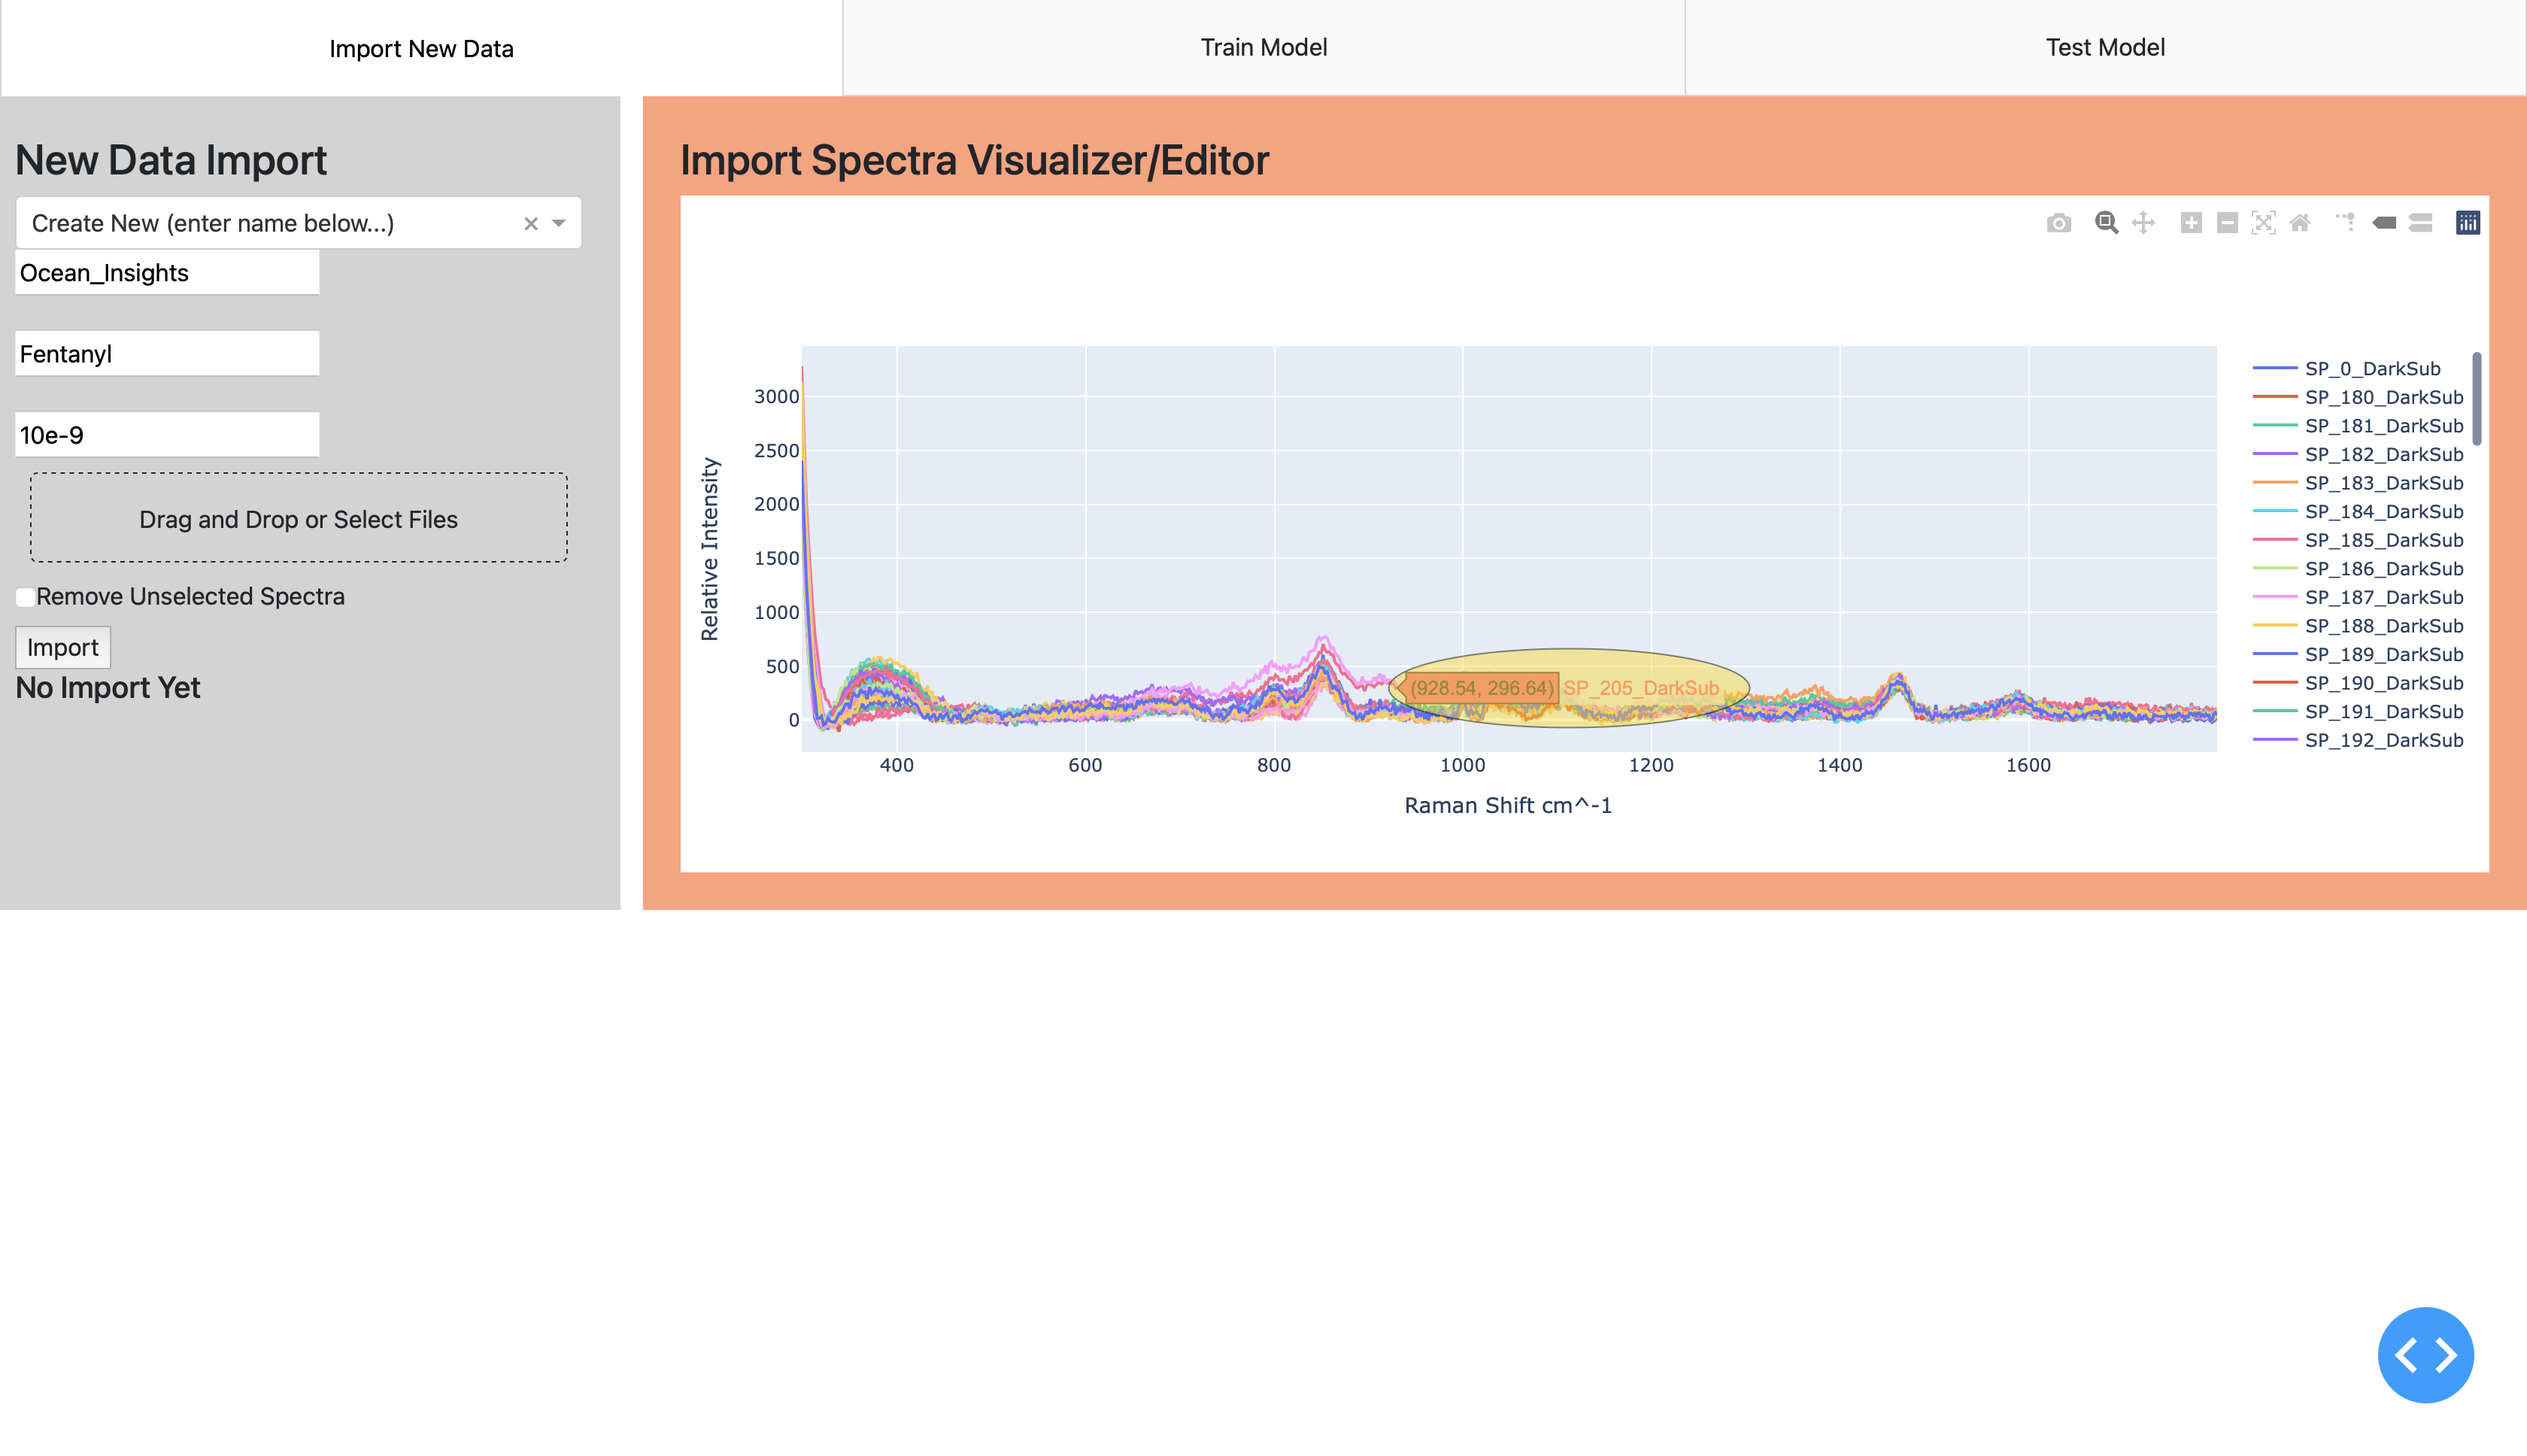 Import New Data
Train Model
Test Model
New Data Import
Create New (enter name below...)
Ocean_Insights
Fentanyl
10e-9
Drag and Drop or Select Files
Remove Unselected Spectra
Import
No Import Yet
Import Spectra Visualizer/Editor
Relative Intensity
3000
2500
2000
1500
1000
500
0
(928.54, 296.64) SP_205_DarkSub
400 600 800 1000 1200 1400 1600
Raman Shift cm^-1
SP_0_DarkSub
SP_180_DarkSub
SP_181_DarkSub
SP_182_DarkSub
SP_183_DarkSub
SP_184_DarkSub
SP_185_DarkSub
SP_186_DarkSub
SP_187_DarkSub
SP_188_DarkSub
SP_189_DarkSub
SP_190_DarkSub
SP_191_DarkSub
SP_192_DarkSub